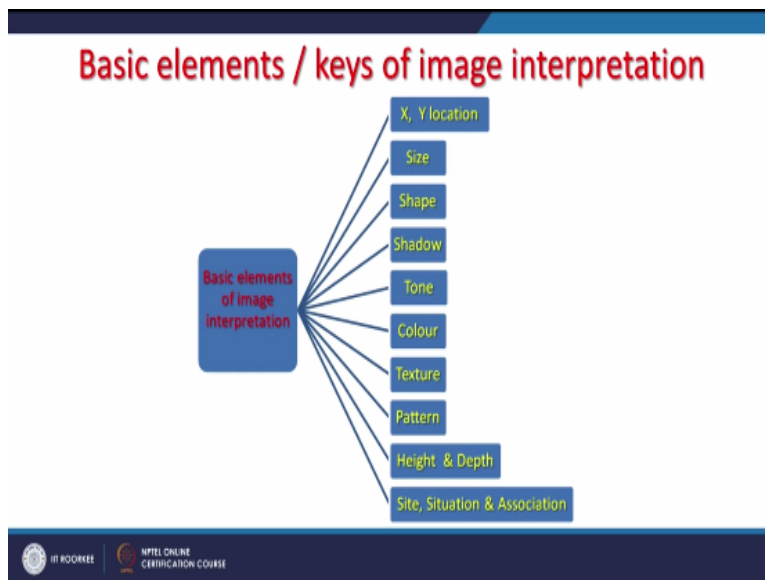 Basic elements / keys of image interpretation
X, Y location
Size
Shape
Shadow
Basic elements
of image
interpretation
Tone
Colour
Texture
Pattern
Height & Depth
Site, Situation & Association
IIT ROORKEE
NPTEL ONLINE
CERTIFICATION COURSE